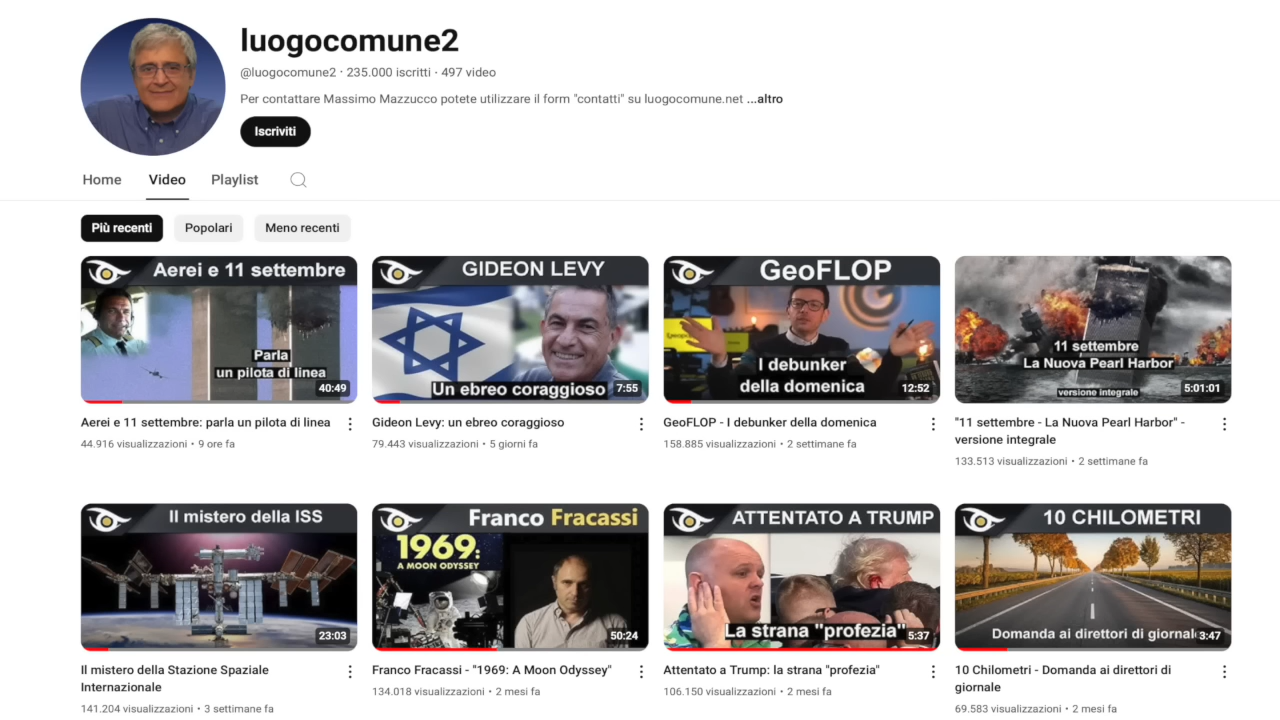 luogocomune2
@luogocomune2 · 235.000 iscritti · 497 video
Per contattare Massimo Mazzucco potete utilizzare il form "contatti" su luogocomune.net ...altro
Iscriviti
Home Video Playlist
Più recenti Popolari Meno recenti
Aerei e 11 settembre
Parla
un pilota di linea
40:49
Aerei e 11 settembre: parla un pilota di linea
44.916 visualizzazioni • 9 ore fa
GIDEON LEVY
Un ebreo coraggioso
7:55
Gideon Levy: un ebreo coraggioso
79.443 visualizzazioni • 5 giorni fa
GeoFLOP
I debunker
della domenica
12:52
GeoFLOP - I debunker della domenica
158.885 visualizzazioni • 2 settimane fa
11 settembre
La Nuova Pearl Harbor
versione integrale
5:01:01
"11 settembre - La Nuova Pearl Harbor" -
versione integrale
133.513 visualizzazioni • 2 settimane fa
Il mistero della ISS
23:03
Il mistero della Stazione Spaziale
Internazionale
141.204 visualizzazioni • 3 settimane fa
Franco Fracassi
1969:
A MOON ODYSSEY
50:24
Franco Fracassi - "1969: A Moon Odyssey"
134.018 visualizzazioni • 2 mesi fa
ATTENTATO A TRUMP
La strana "profezia"
5:37
Attentato a Trump: la strana "profezia"
106.150 visualizzazioni • 2 mesi fa
10 CHILOMETRI
Domanda ai direttori di giornale
3:47
10 Chilometri - Domanda ai direttori di
giornale
69.583 visualizzazioni • 2 mesi fa